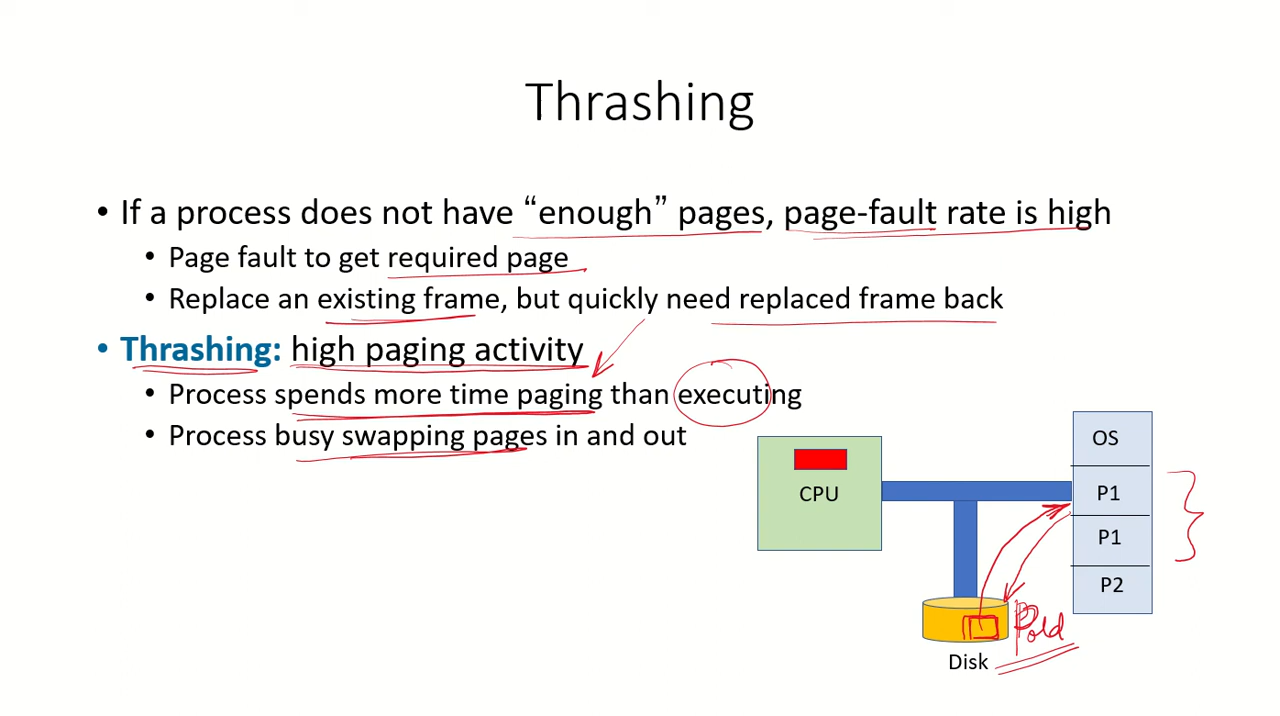 Thrashing
• If a process does not have “enough” pages, page-fault rate is high
• Page fault to get required page
• Replace an existing frame, but quickly need replaced frame back
• Thrashing: high paging activity
• Process spends more time paging than executing
• Process busy swapping pages in and out
OS
CPU
P1
P1
P2
Pold
Disk